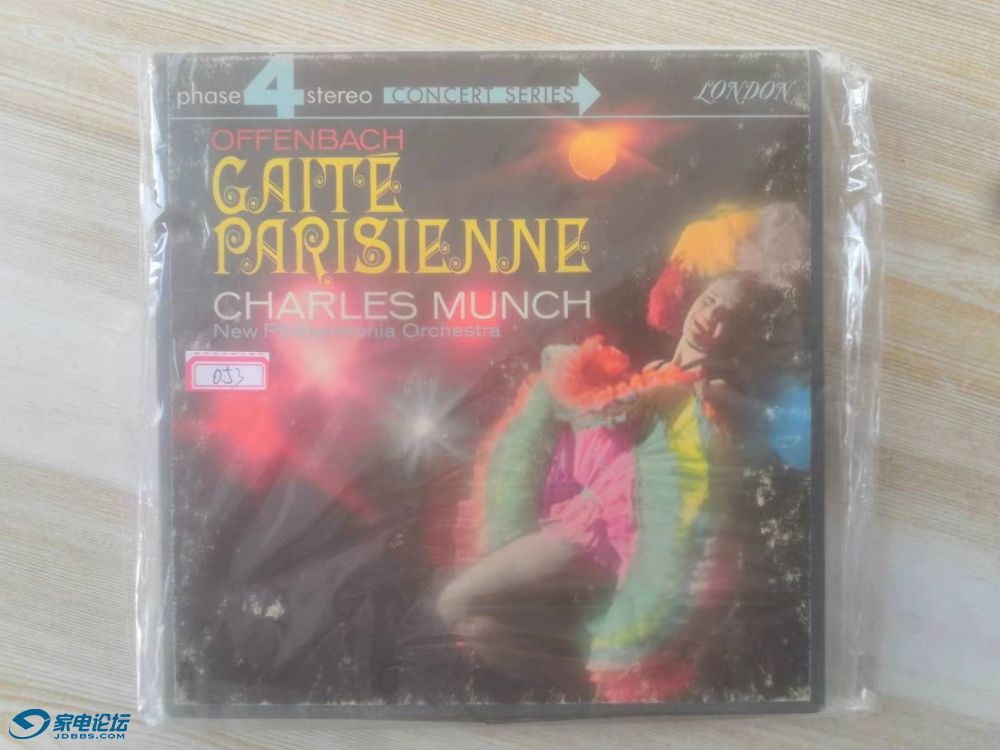 phase 4 stereo CONCERT SERIES LONDON
OFFENBACH
GAITÉ
PARISIENNE
CHARLES MUNCH
New Philharmonia Orchestra
053
家电论坛
JDBBS.COM